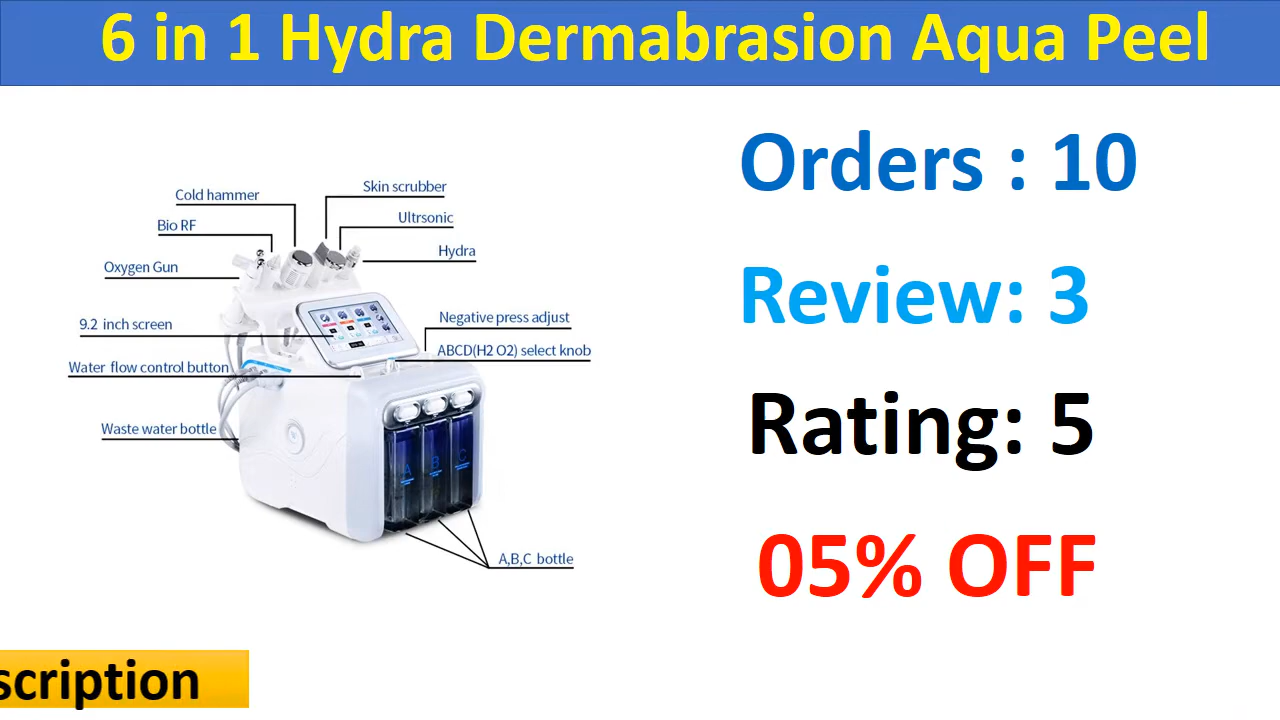 6 in 1 Hydra Dermabrasion Aqua Peel
Orders : 10
Review: 3
Rating: 5
05% OFF
Cold hammer
Skin scrubber
Bio RF
Ultrsonic
Oxygen Gun
Hydra
9.2 inch screen
Negative press adjust
Water flow control button
ABCD(H2 O2) select knob
Waste water bottle
A
B
C
A,B,C bottle
scription